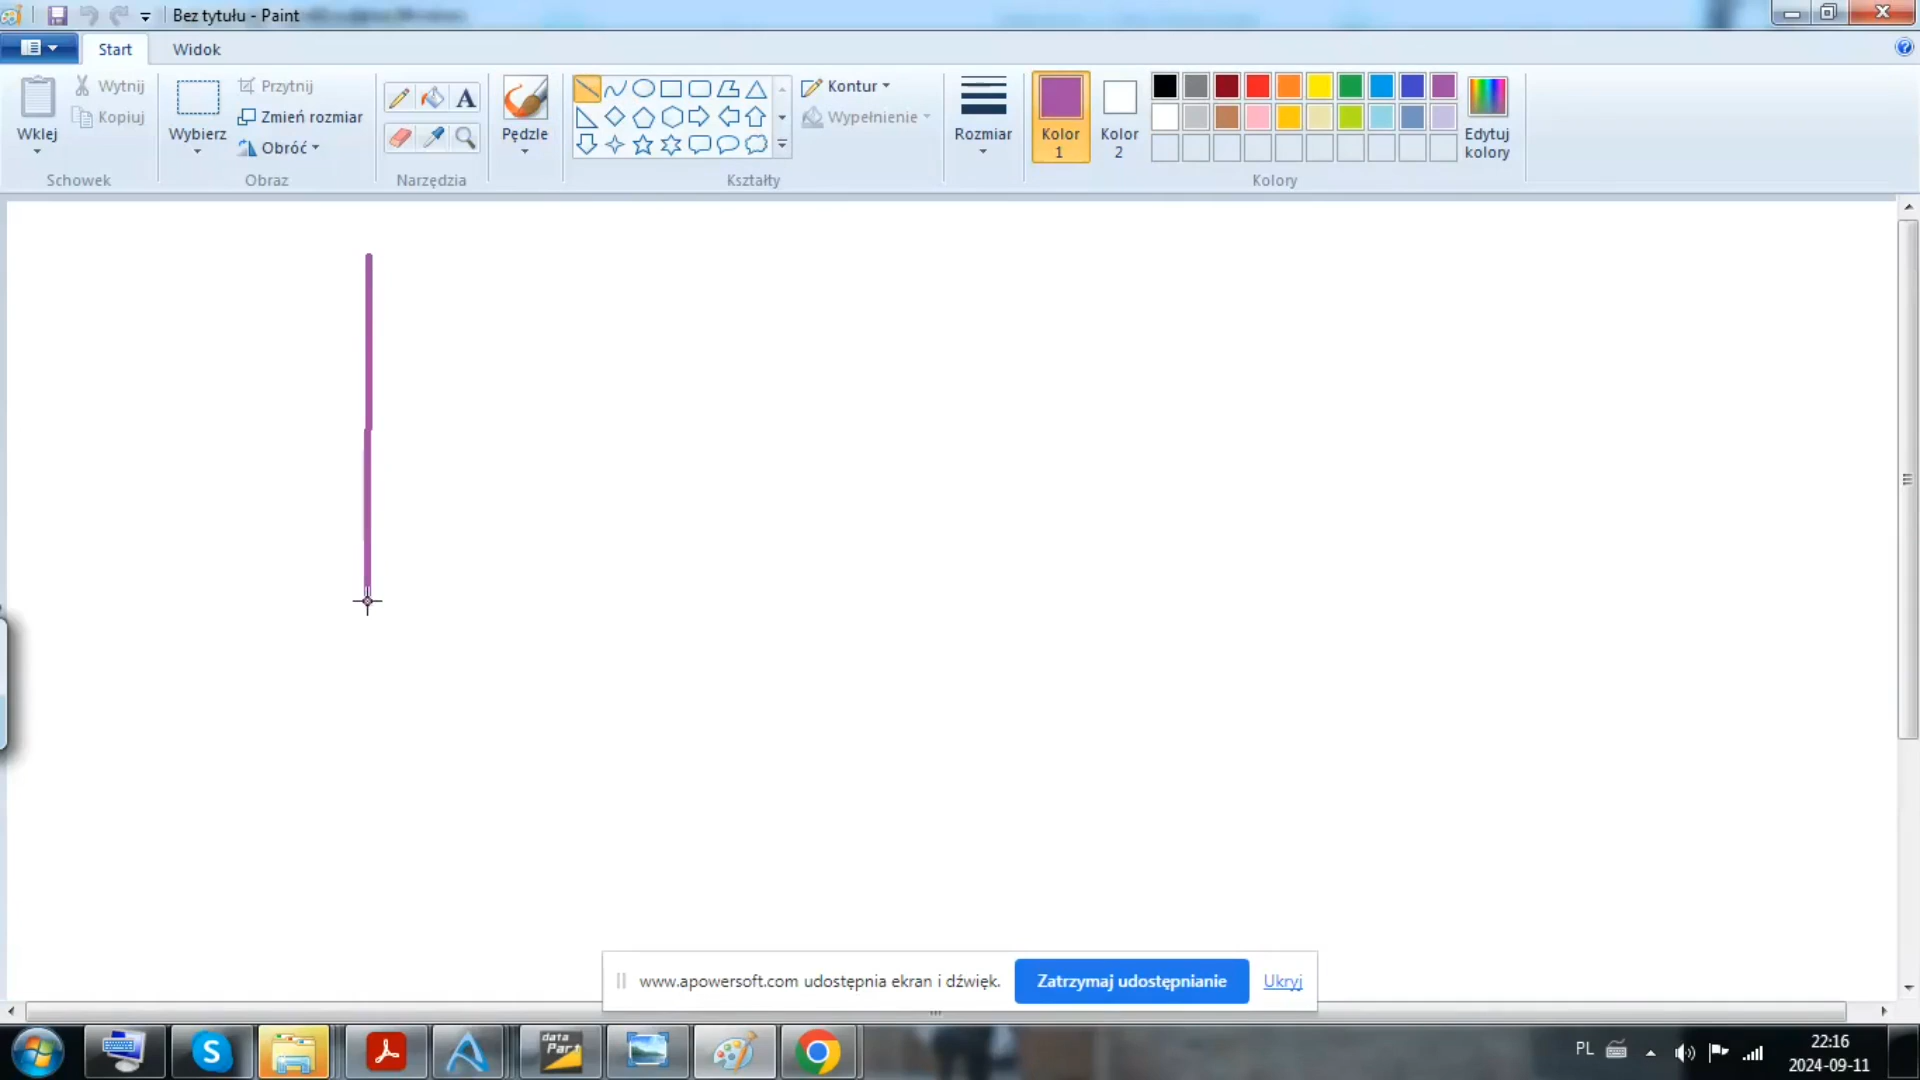 Bez tytułu - Paint
Start
Widok
Wklej
Wytnij
Kopiuj
Schowek
Wybierz
Przytnij
Zmień rozmiar
Obróć
Obraz
A
Narzędzia
Pędzle
Kontur
Wypełnienie
Kształty
Rozmiar
Kolor
1
Kolor
2
Edytuj
kolory
Kolory
www.apowersoft.com udostępnia ekran i dźwięk.
Zatrzymaj udostępnianie
Ukryj
data
Part
PL
22:16
2024-09-11